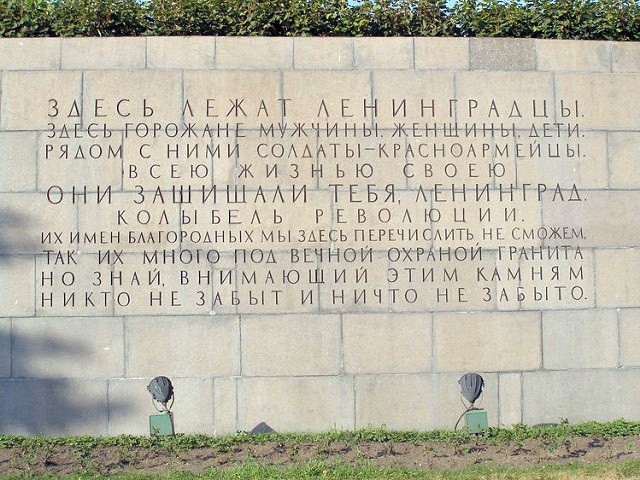 ЗДЕСЬ ЛЕЖАТ ЛЕНИНГРАДЦЫ.
ЗДЕСЬ ГОРОЖАНЕ МУЖЧИНЫ, ЖЕНЩИНЫ, ДЕТИ.
РЯДОМ С НИМИ СОЛДАТЫ-КРАСНОАРМЕЙЦЫ.
ВСЕЮ ЖИЗНЬЮ СВОЕЮ
ОНИ ЗАЩИЩАЛИ ТЕБЯ, ЛЕНИНГРАД,
КОЛЫБЕЛЬ РЕВОЛЮЦИИ.
ИХ ИМЕН БЛАГОРОДНЫХ МЫ ЗДЕСЬ ПЕРЕЧИСЛИТЬ НЕ СМОЖЕМ,
ТАК ИХ МНОГО ПОД ВЕЧНОЙ ОХРАНОЙ ГРАНИТА
НО ЗНАЙ, ВНИМАЮЩИЙ ЭТИМ КАМНЯМ
НИКТО НЕ ЗАБЫТ И НИЧТО НЕ ЗАБЫТО.